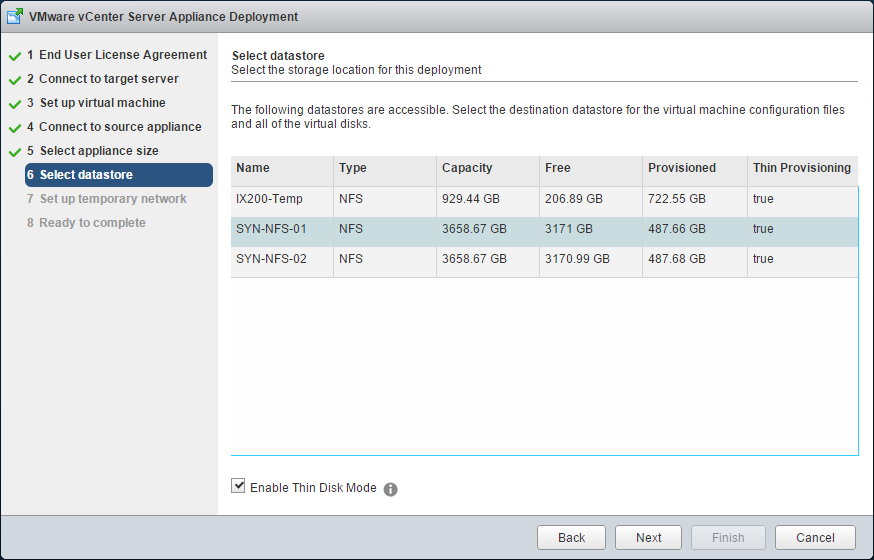 VMware vCenter Server Appliance Deployment
1 End User License Agreement
2 Connect to target server
3 Set up virtual machine
4 Connect to source appliance
5 Select appliance size
6 Select datastore
7 Set up temporary network
8 Ready to complete
Select datastore
Select the storage location for this deployment
The following datastores are accessible. Select the destination datastore for the virtual machine configuration files
and all of the virtual disks.
Name Type Capacity Free Provisioned Thin Provisioning
IX200-Temp NFS 929.44 GB 206.89 GB 722.55 GB true
SYN-NFS-01 NFS 3658.67 GB 3171 GB 487.66 GB true
SYN-NFS-02 NFS 3658.67 GB 3170.99 GB 487.68 GB true
Enable Thin Disk Mode
Back Next Finish Cancel